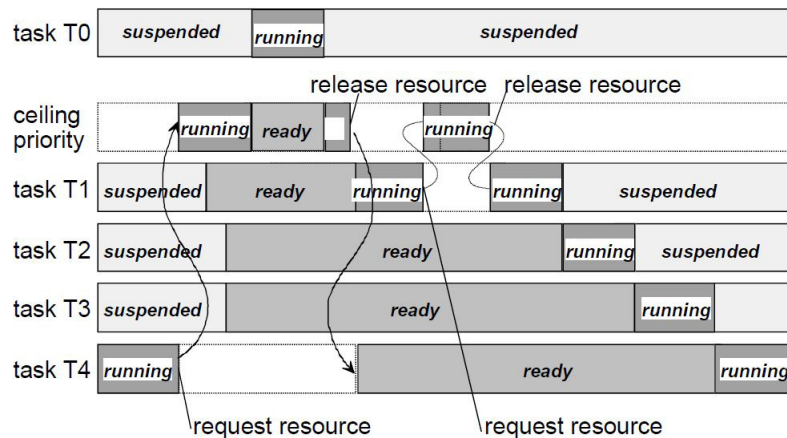 task T0 suspended running suspended
release resource release resource
ceiling
priority
running ready running
task T1 suspended ready running running suspended
task T2 suspended ready running suspended
task T3 suspended ready running
task T4 running ready running
request resource request resource